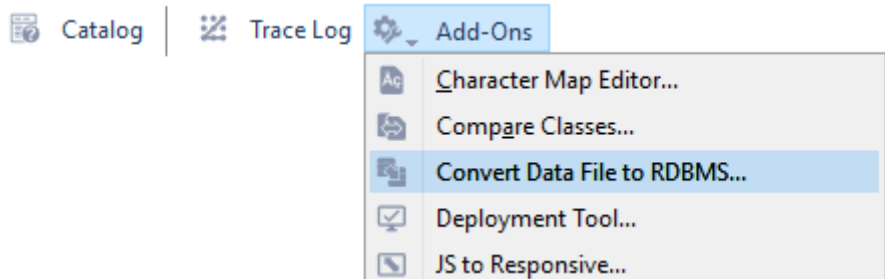 Catalog Trace Log Add-Ons
Character Map Editor...
Compare Classes...
Convert Data File to RDBMS...
Deployment Tool...
JS to Responsive...